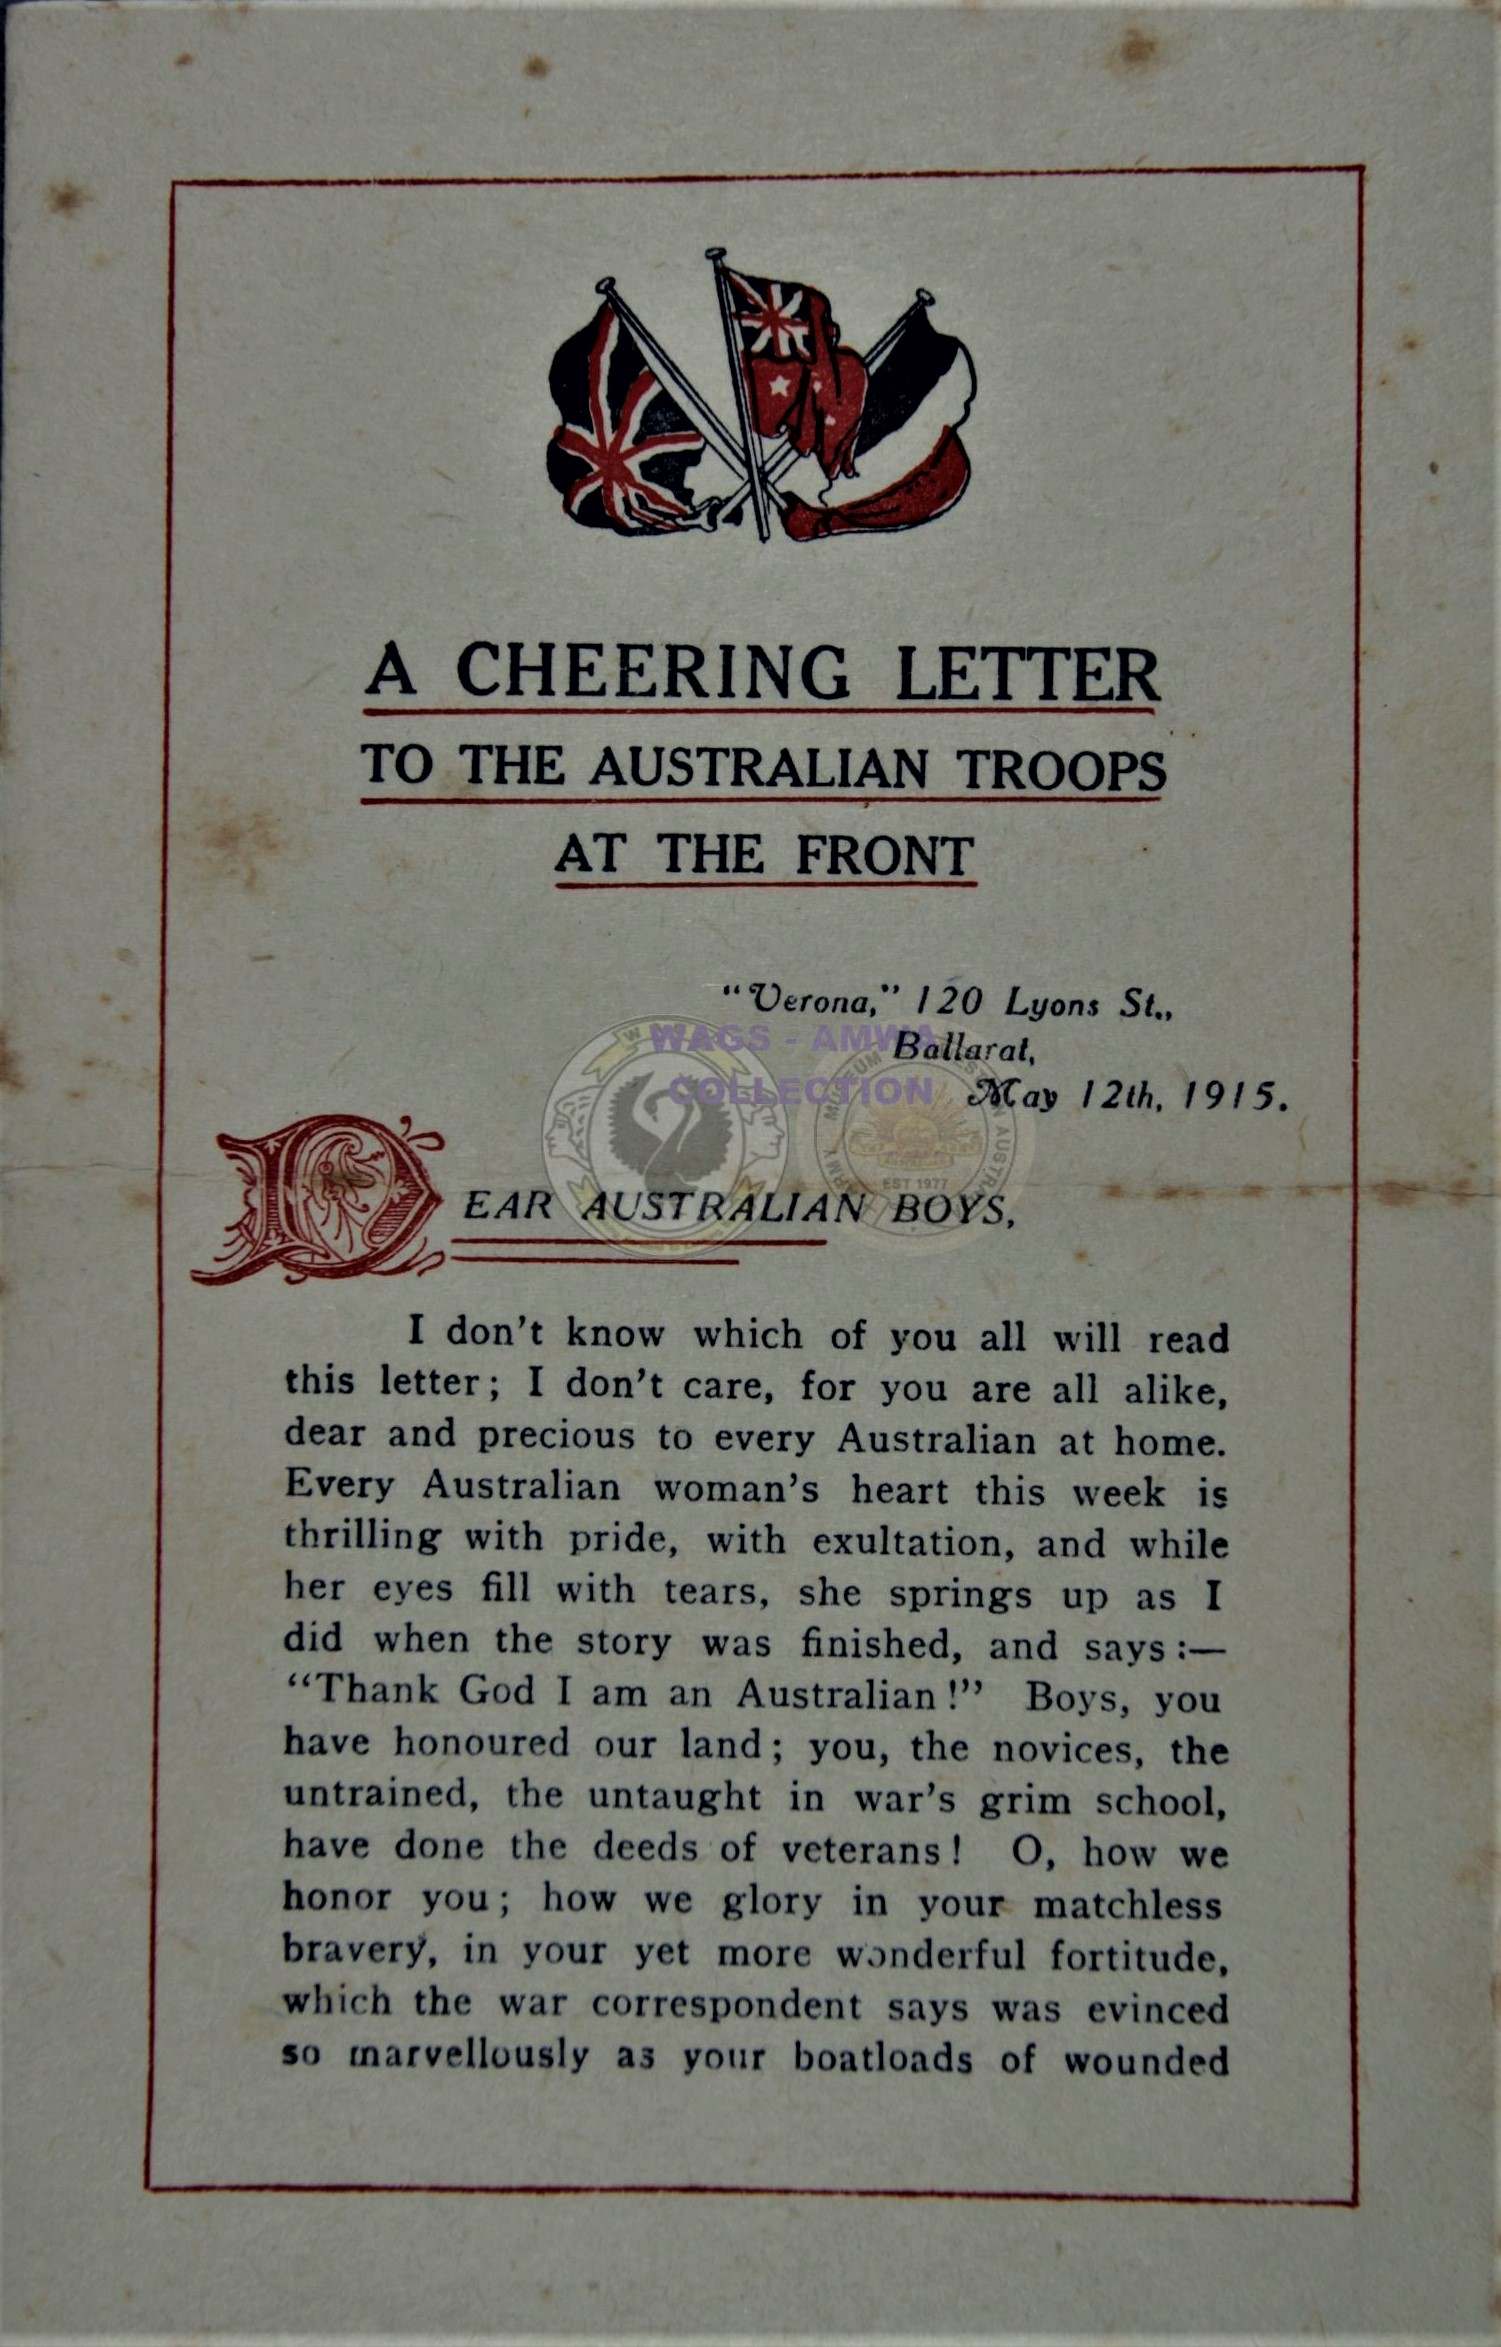 A CHEERING LETTER
TO THE AUSTRALIAN TROOPS
AT THE FRONT
"Verona," 120 Lyons St.,
Ballarat,
May 12th, 1915.
WAGS - AMWA
COLLECTION
EST 1977
DEAR AUSTRALIAN BOYS,
I don't know which of you all will read
this letter; I don't care, for you are all alike,
dear and precious to every Australian at home.
Every Australian woman's heart this week is
thrilling with pride, with exultation, and while
her eyes fill with tears, she springs up as I
did when the story was finished, and says:—
"Thank God I am an Australian!" Boys, you
have honoured our land; you, the novices, the
untrained, the untaught in war's grim school,
have done the deeds of veterans! O, how we
honor you; how we glory in your matchless
bravery, in your yet more wonderful fortitude,
which the war correspondent says was evinced
so marvellously as your boatloads of wounded